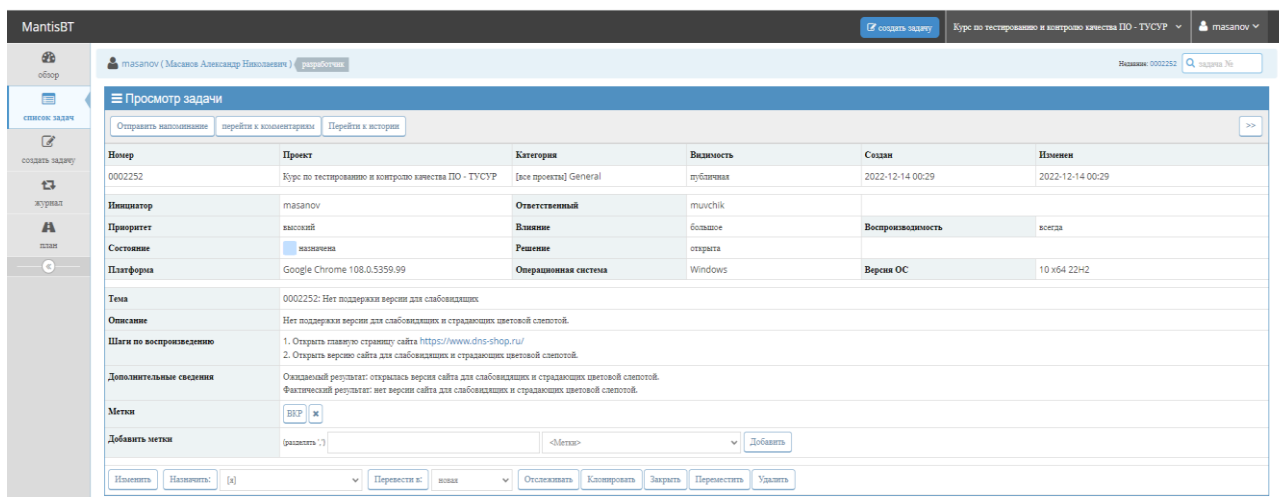 MantisBT
создать задачу
Курс по тестированию и контролю качества ПО - ТУСУР
masanov
обзор
список задач
создать задачу
журнал
план
masanov ( Масанов Александр Николаевич ) разработчик
Недавние: 0002252
задача №
Просмотр задачи
Отправить напоминание перейти к комментариям Перейти к истории >>
Номер Проект Категория Видимость Создан Изменен
0002252 Курс по тестированию и контролю качества ПО - ТУСУР [все проекты] General публичная 2022-12-14 00:29 2022-12-14 00:29
Инициатор masanov Ответственный muvchik
Приоритет высокий Влияние большое Воспроизводимость всегда
Состояние назначена Решение открыта
Платформа Google Chrome 108.0.5359.99 Операционная система Windows Версия ОС 10 x64 22H2
Тема 0002252: Нет поддержки версии для слабовидящих
Описание Нет поддержки версии для слабовидящих и страдающих цветовой слепотой.
Шаги по воспроизведению 1. Открыть главную страницу сайта https://www.dns-shop.ru/
2. Открыть версию сайта для слабовидящих и страдающих цветовой слепотой.
Дополнительные сведения Ожидаемый результат: открылась версия сайта для слабовидящих и страдающих цветовой слепотой.
Фактический результат: нет версии сайта для слабовидящих и страдающих цветовой слепотой.
Метки ВКР x
Добавить метки (разделять ',') <Метки> Добавить
Изменить Назначить: [я] Перевести в: новая Отслеживать Клонировать Закрыть Переместить Удалить